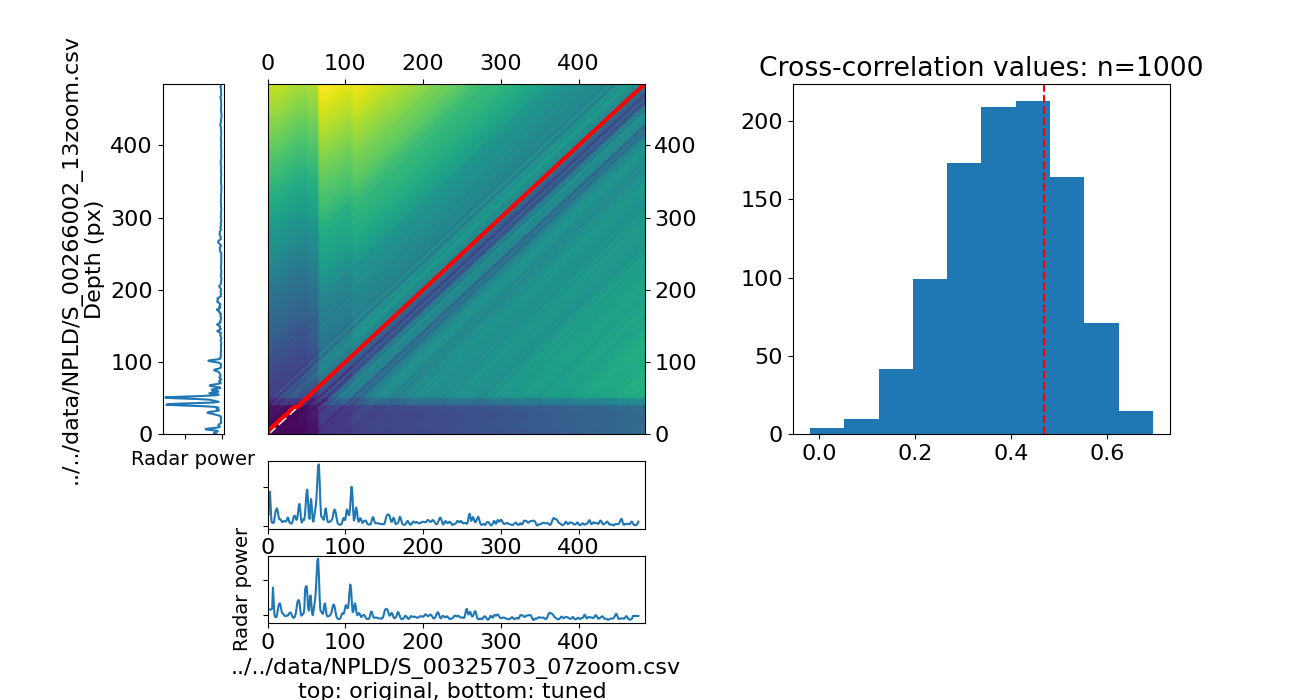 0 100 200 300 400
../../data/NPLD/S_00266002_13zoom.csv
Depth (px)
400
300
200
100
0
Radar power
400
300
200
100
0
Cross-correlation values: n=1000
200
150
100
50
0
0.0 0.2 0.4 0.6
0 100 200 300 400
Radar power
0 100 200 300 400
../../data/NPLD/S_00325703_07zoom.csv
top: original, bottom: tuned